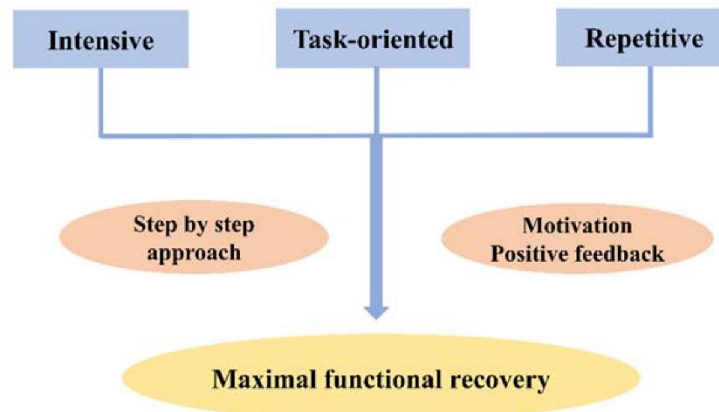 Intensive
Task-oriented
Repetitive
Step by step
approach
Motivation
Positive feedback
Maximal functional recovery